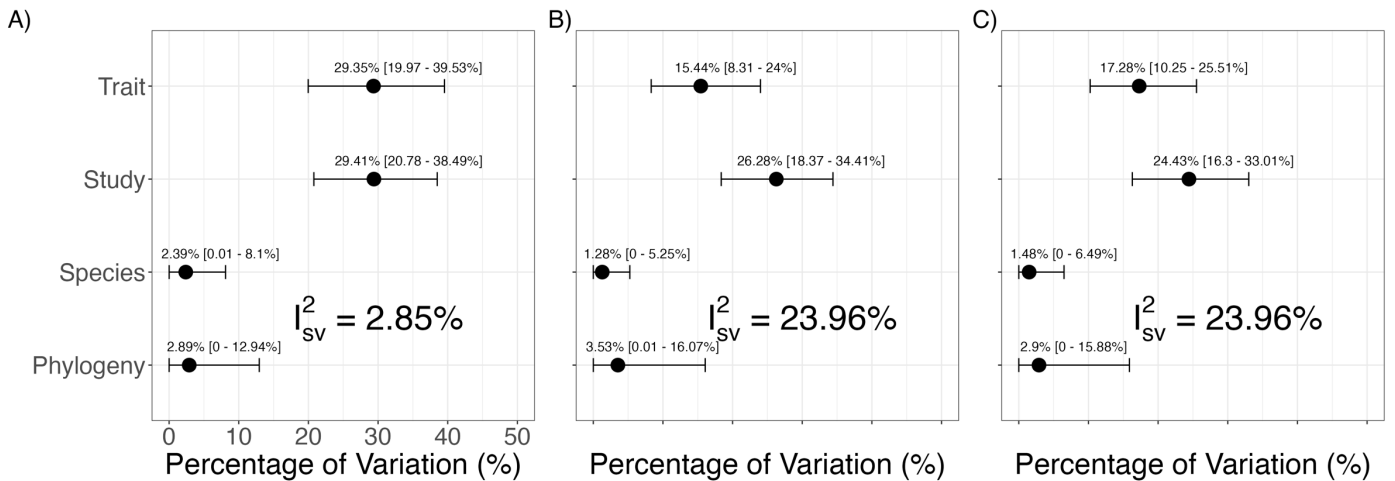 A)
B)
C)
Trait
Study
Species
Phylogeny
29.35% [19.97 - 39.53%]
29.41% [20.78 - 38.49%]
2.39% [0.01 - 8.1%]
I²sv = 2.85%
2.89% [0 - 12.94%]
0 10 20 30 40 50
Percentage of Variation (%)
15.44% [8.31 - 24%]
26.28% [18.37 - 34.41%]
1.28% [0 - 5.25%]
I²sv = 23.96%
3.53% [0.01 - 16.07%]
Percentage of Variation (%)
17.28% [10.25 - 25.51%]
24.43% [16.3 - 33.01%]
1.48% [0 - 6.49%]
I²sv = 23.96%
2.9% [0 - 15.88%]
Percentage of Variation (%)